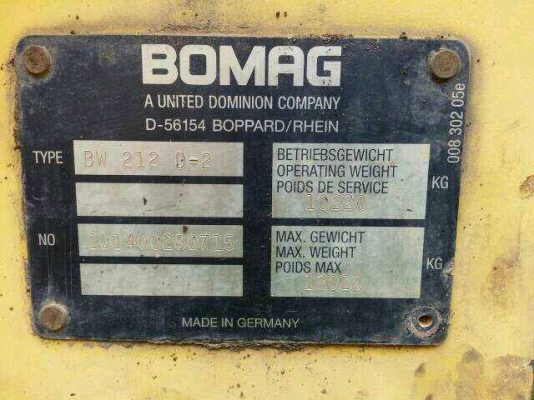 BOMAG
A UNITED DOMINION COMPANY
D-56154 BOPPARD/RHEIN
008 302 05e
TYPE BW 212 D-2
BETRIEBSGEWICHT
OPERATING WEIGHT
POIDS DE SERVICE
KG
NO
MAX. GEWICHT
MAX. WEIGHT
POIDS MAX
KG
MADE IN GERMANY